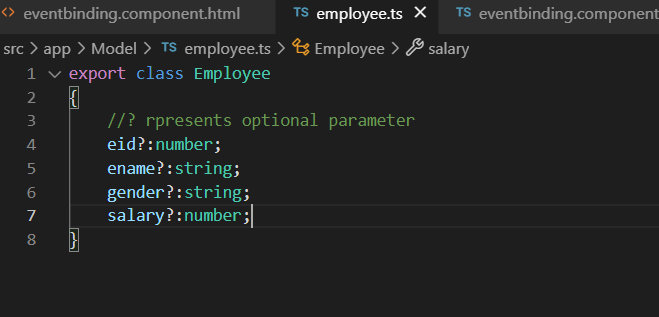 eventbinding.component.html TS employee.ts TS eventbinding.component
src > app > Model > TS employee.ts > Employee > salary
1 export class Employee
2 {
3 //? rpresents optional parameter
4 eid?:number;
5 ename?:string;
6 gender?:string;
7 salary?:number;
8 }